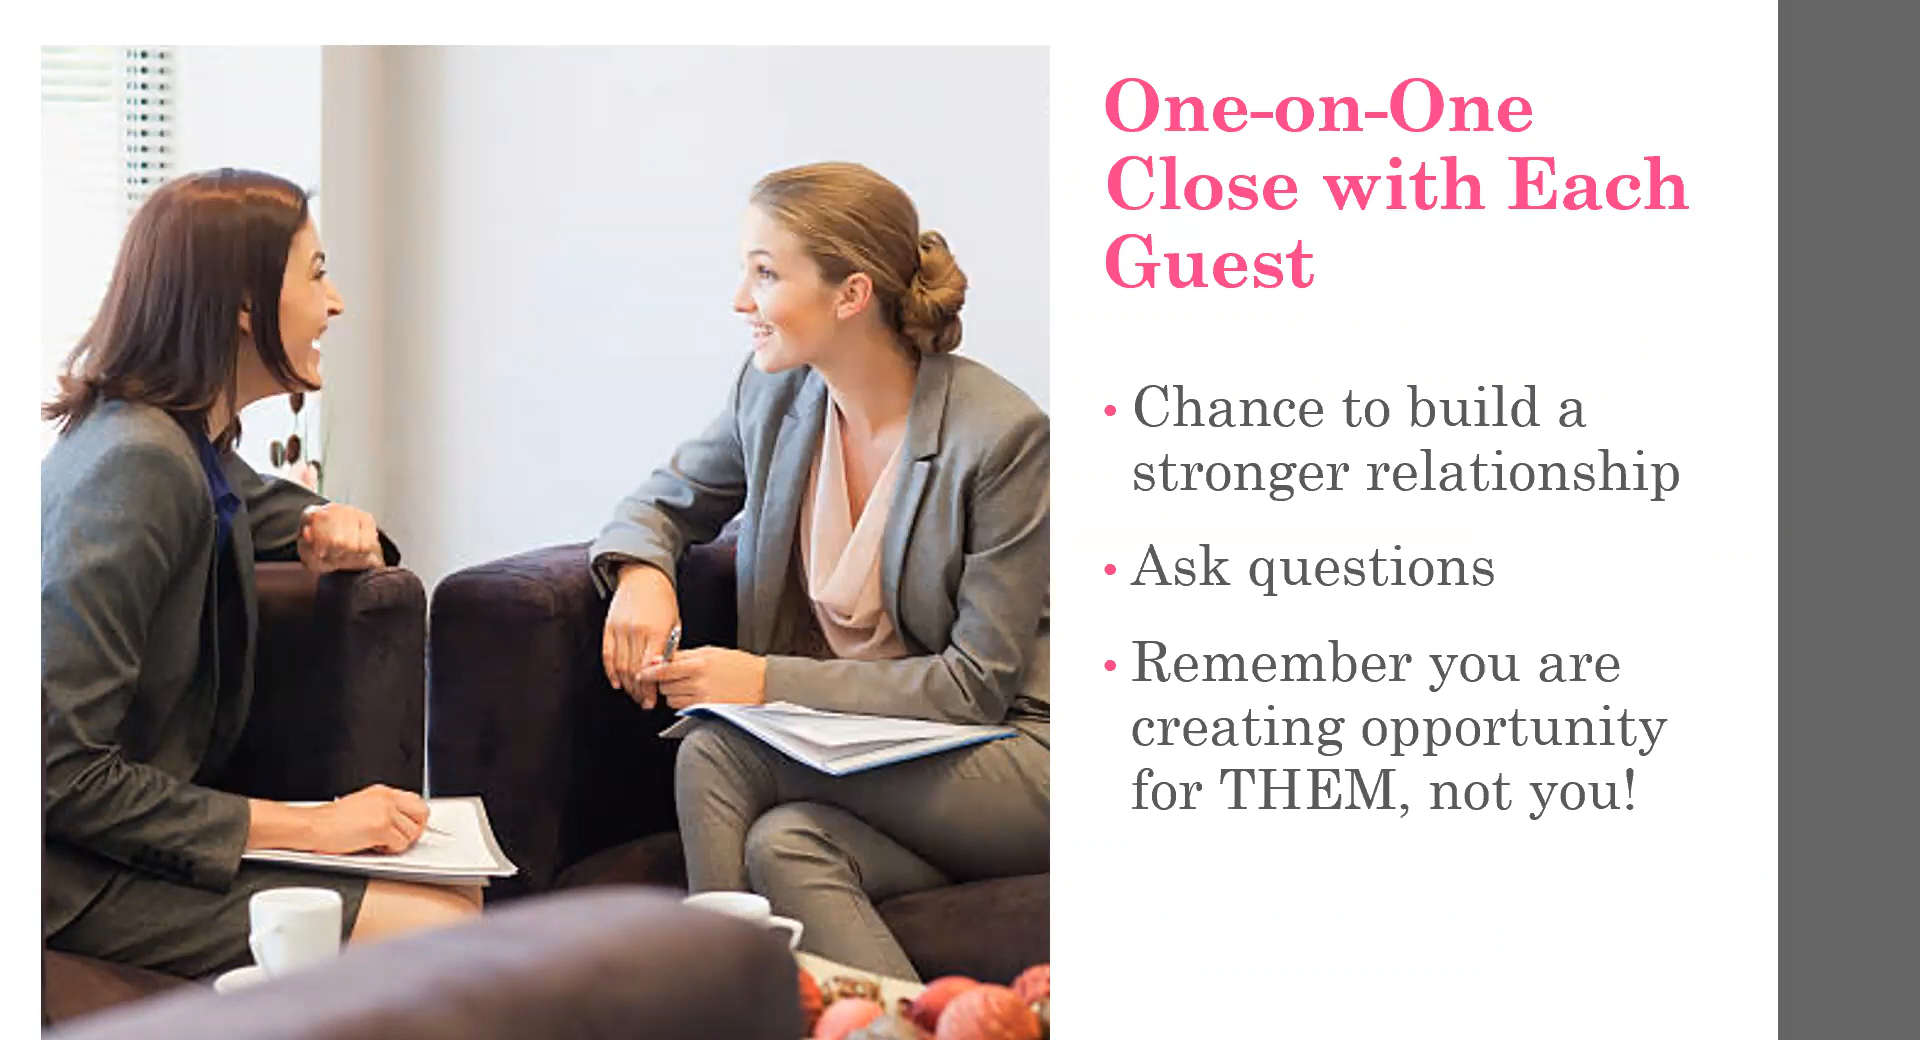 One-on-One
Close with Each
Guest
• Chance to build a
stronger relationship
• Ask questions
• Remember you are
creating opportunity
for THEM, not you!